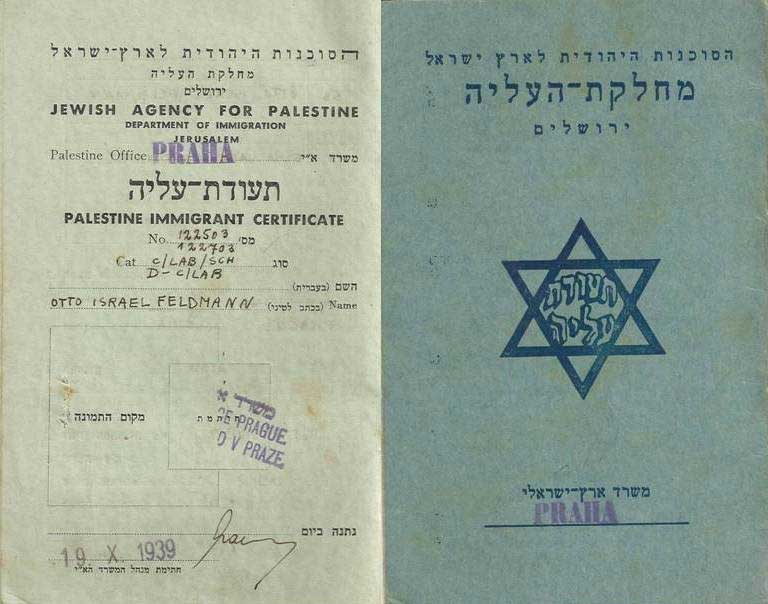 הסוכנות היהודית לארץ-ישראל
מחלקת העליה
ירושלים
JEWISH AGENCY FOR PALESTINE
DEPARTMENT OF IMMIGRATION
JERUSALEM
Palestine Office PRAHA משרד א"י
תעודת-עליה
PALESTINE IMMIGRANT CERTIFICATE
No. 122503 מס'
122703
Cat C/LAB/SCH סוג
D-C/LAB
השם (בעברית)
OTTO ISRAEL FELDMANN (בכתב לטיני) Name
משרד א
מקום התמונה חתמת
CE PRAGUE
D V PRAZE
נתנה ביום
19 X 1939
חתימת מנהל המשרד הא"י
הסוכנות היהודית לארץ ישראל
מחלקת-העליה
ירושלים
תעודת
עליה
משרד ארץ-ישראלי
PRAHA